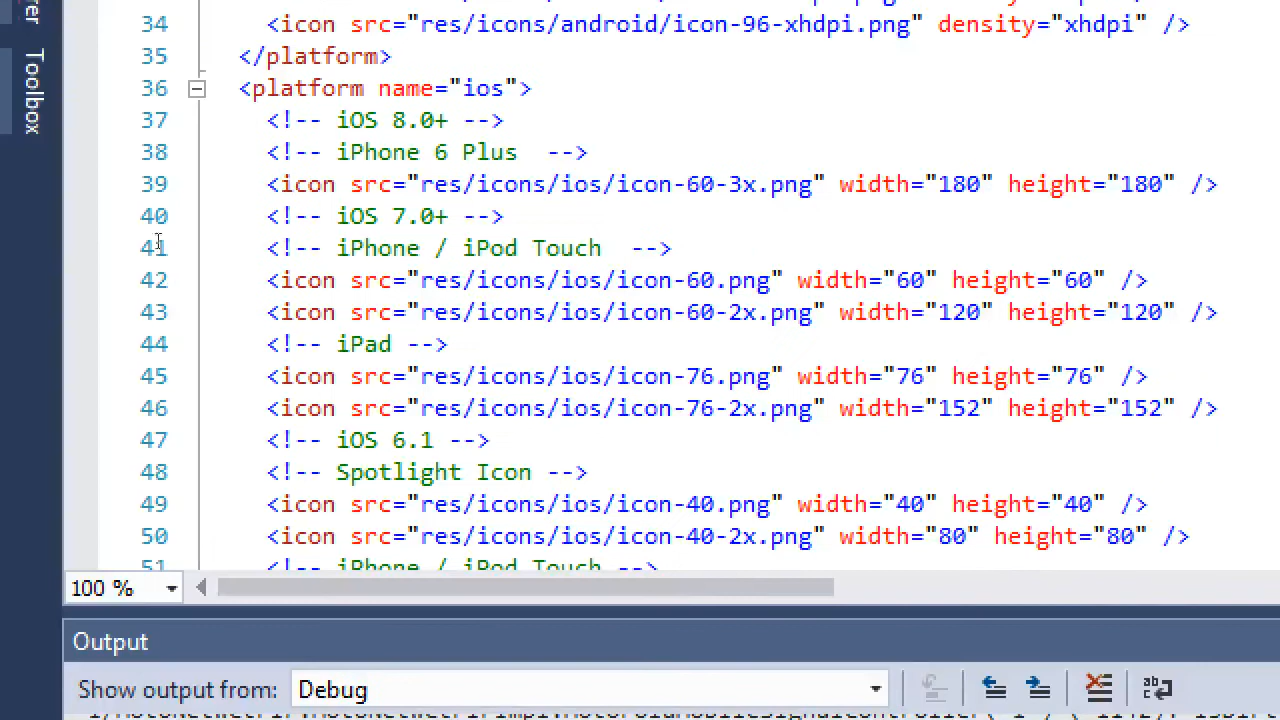 rer
Toolbox
34 <icon src="res/icons/android/icon-96-xhdpi.png" density="xhdpi" />
35 </platform>
36 <platform name="ios">
37 <!-- iOS 8.0+ -->
38 <!-- iPhone 6 Plus  -->
39 <icon src="res/icons/ios/icon-60-3x.png" width="180" height="180" />
40 <!-- iOS 7.0+ -->
41 <!-- iPhone / iPod Touch  -->
42 <icon src="res/icons/ios/icon-60.png" width="60" height="60" />
43 <icon src="res/icons/ios/icon-60-2x.png" width="120" height="120" />
44 <!-- iPad -->
45 <icon src="res/icons/ios/icon-76.png" width="76" height="76" />
46 <icon src="res/icons/ios/icon-76-2x.png" width="152" height="152" />
47 <!-- iOS 6.1 -->
48 <!-- Spotlight Icon -->
49 <icon src="res/icons/ios/icon-40.png" width="40" height="40" />
50 <icon src="res/icons/ios/icon-40-2x.png" width="80" height="80" />
51 <!-- iPhone / iPod Touch -->
100 %
Output
Show output from: Debug